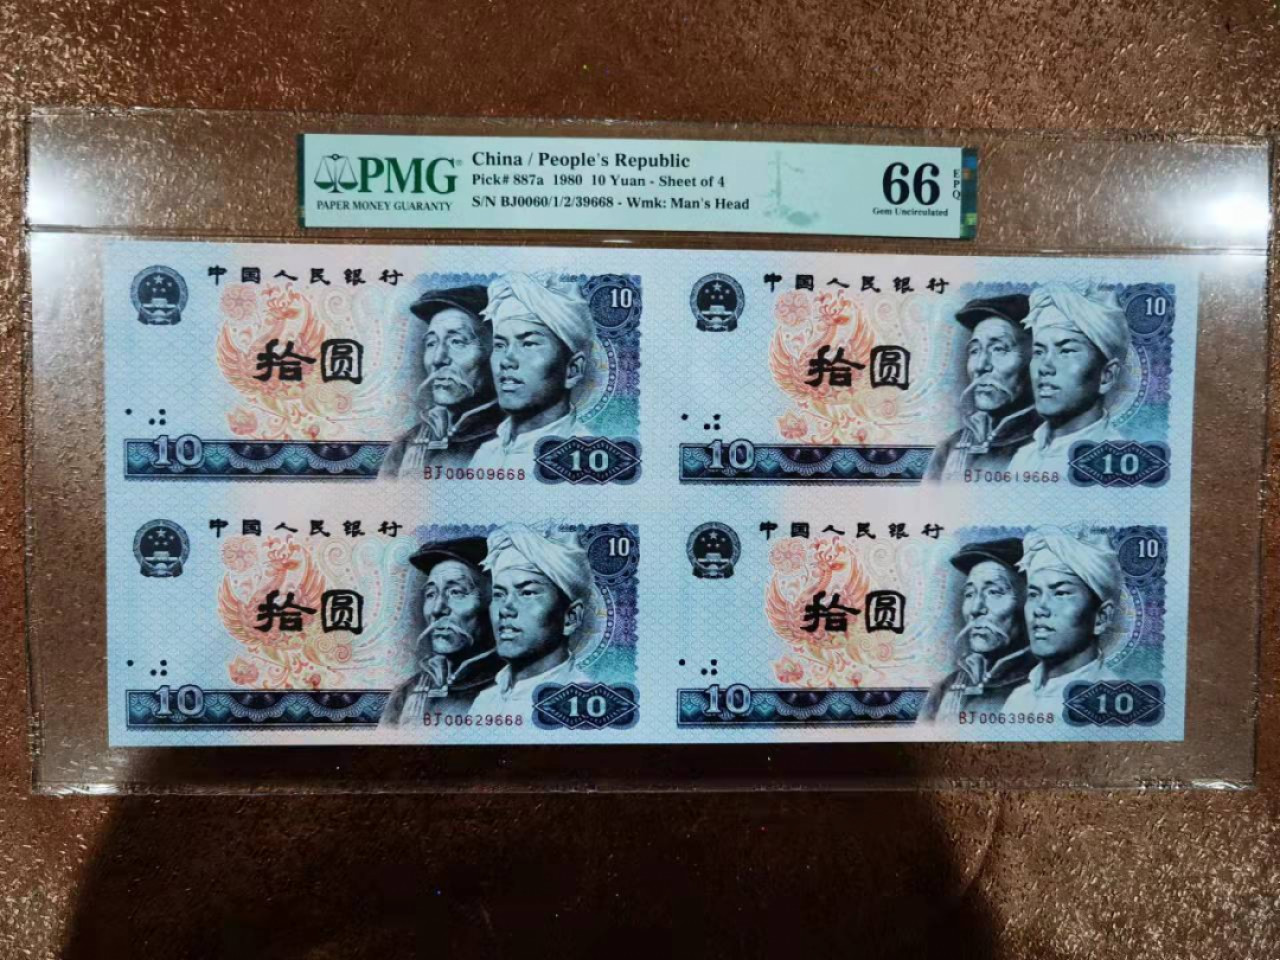 PMG
PAPER MONEY GUARANTY
China / People's Republic
Pick# 887a 1980 10 Yuan - Sheet of 4
S/N BJ0060/1/2/39668 - Wmk: Man's Head
66 EPQ
Gem Uncirculated
中国人民银行
10
拾圆
10
10
BJ00609668
中国人民银行
10
拾圆
10
10
BJ00619668
中国人民银行
10
拾圆
10
10
BJ00629668
中国人民银行
10
拾圆
10
10
BJ00639668